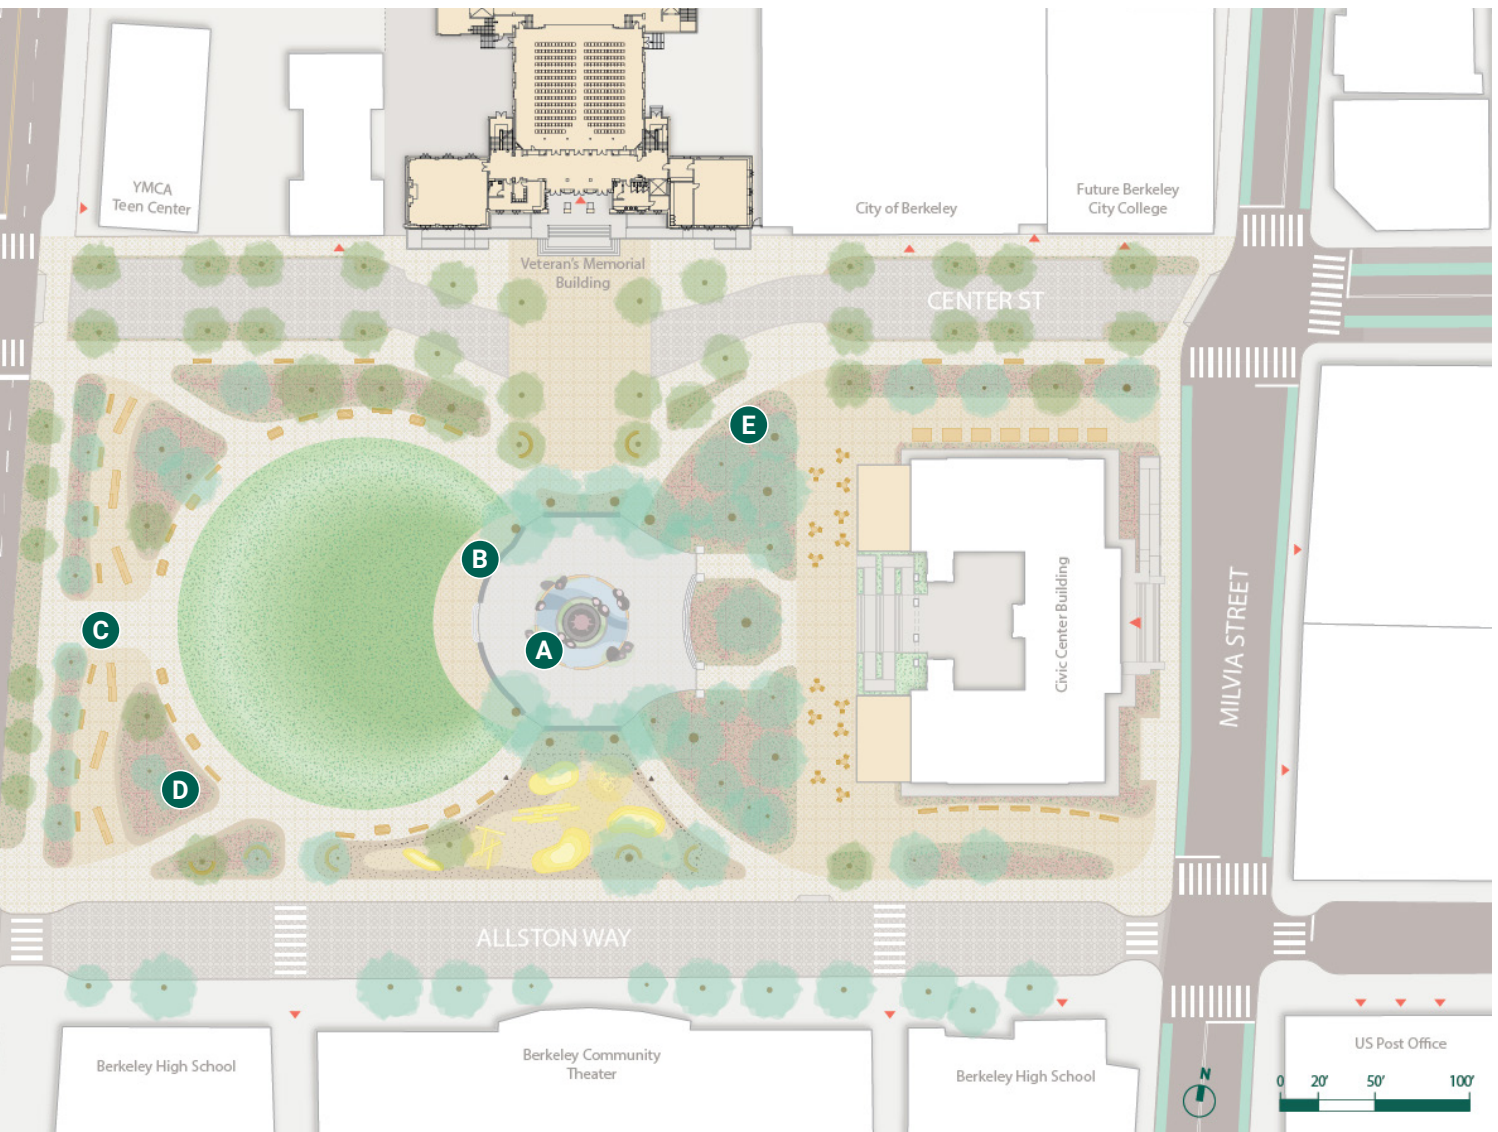 YMCA
Teen Center
City of Berkeley
Future Berkeley
City College
Veteran's Memorial
Building
CENTER ST
E
B
C
A
D
Civic Center Building
MILVIA STREET
ALLSTON WAY
Berkeley High School
Berkeley Community
Theater
Berkeley High School
US Post Office
N
0 20' 50' 100'